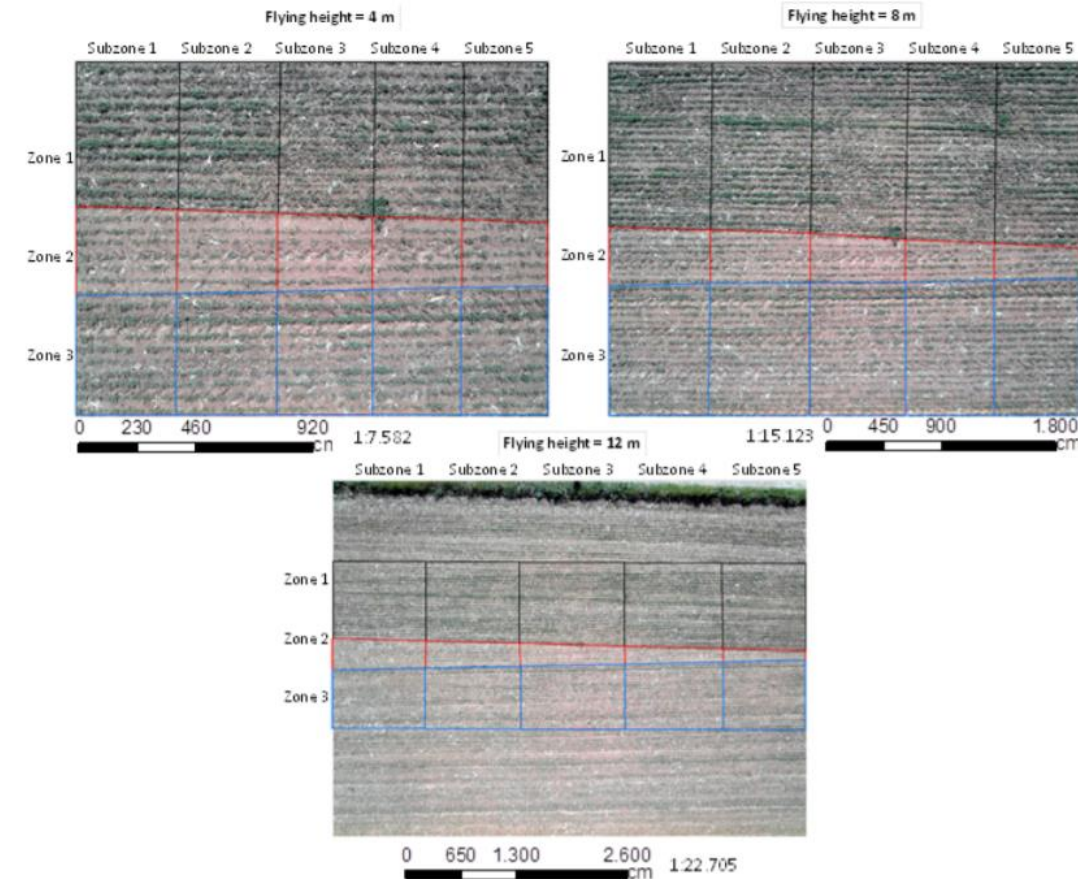 Flying height = 4 m
Subzone 1 Subzone 2 Subzone 3 Subzone 4 Subzone 5
Zone 1
Zone 2
Zone 3
0 230 460 920
cm 1:7.582
Flying height = 8 m
Subzone 1 Subzone 2 Subzone 3 Subzone 4 Subzone 5
Zone 1
Zone 2
Zone 3
1:15.123 0 450 900 1.800
cm
Flying height = 12 m
Subzone 1 Subzone 2 Subzone 3 Subzone 4 Subzone 5
Zone 1
Zone 2
Zone 3
0 650 1.300 2.600
cm 1:22.705